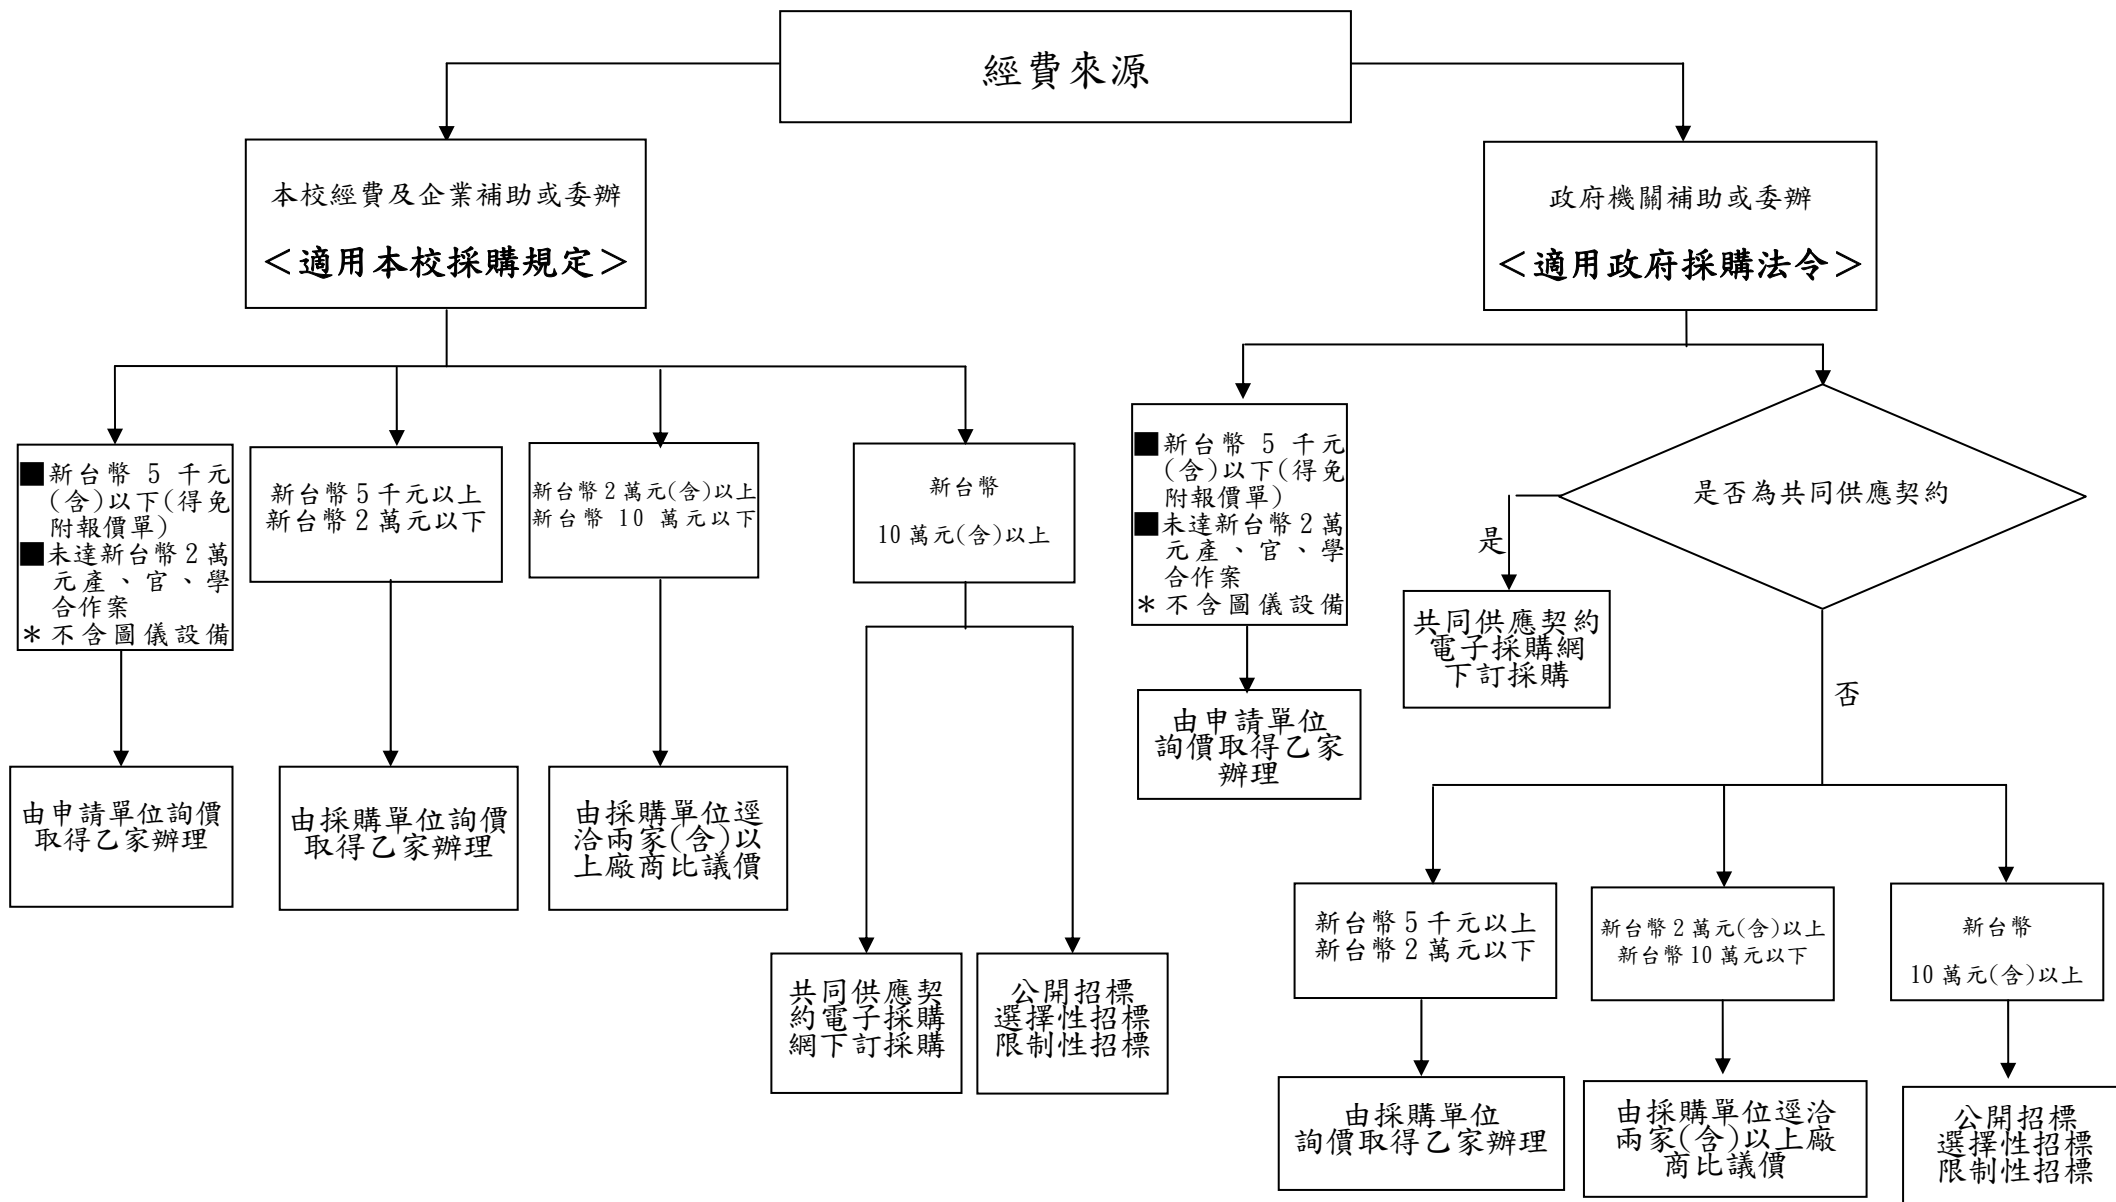 經費來源
本校經費及企業補助或委辦
＜適用本校採購規定＞
政府機關補助或委辦
＜適用政府採購法令＞
■新台幣 5 千元
(含)以下(得免
附報價單)
■未達新台幣 2 萬
元產、官、學
合作案
＊不含圖儀設備
新台幣 5 千元以上
新台幣 2 萬元以下
新台幣 2 萬元(含)以上
新台幣 10 萬元以下
新台幣
10 萬元(含)以上
■新台幣 5 千元
(含)以下(得免
附報價單)
■未達新台幣 2 萬
元產、官、學
合作案
＊不含圖儀設備
是否為共同供應契約
是
共同供應契約
電子採購網
下訂採購
否
由申請單位
詢價取得乙家
辦理
由申請單位詢價
取得乙家辦理
由採購單位詢價
取得乙家辦理
由採購單位逕
洽兩家(含)以
上廠商比議價
共同供應契
約電子採購
網下訂採購
公開招標
選擇性招標
限制性招標
新台幣 5 千元以上
新台幣 2 萬元以下
新台幣 2 萬元(含)以上
新台幣 10 萬元以下
新台幣
10 萬元(含)以上
由採購單位
詢價取得乙家辦理
由採購單位逕洽
兩家(含)以上廠
商比議價
公開招標
選擇性招標
限制性招標